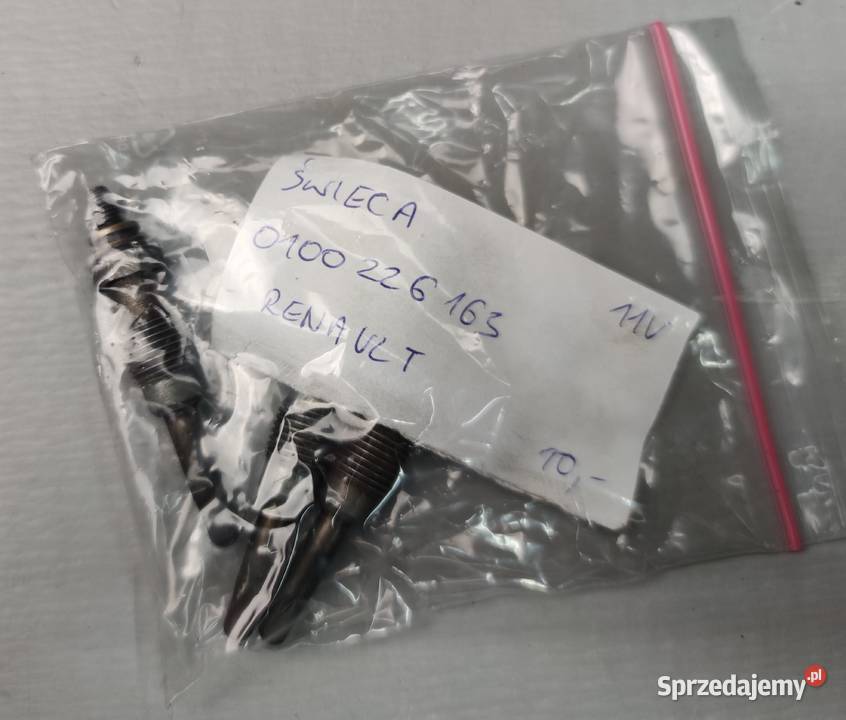 ŚWIECA
0100 226 163
RENAULT
11V
10,-
Sprzedajemy.pl